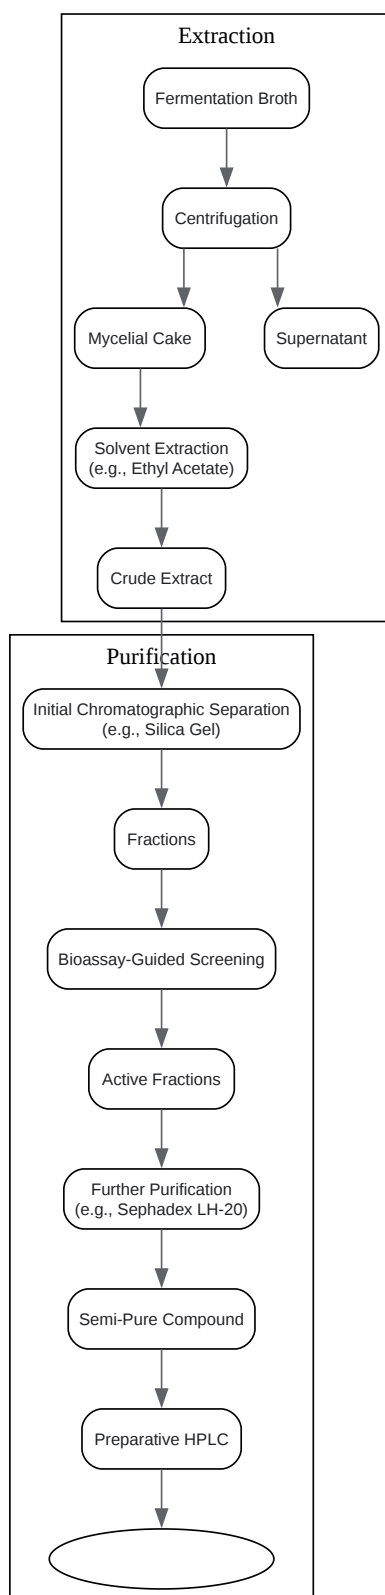 Extraction
Fermentation Broth
Centrifugation
Mycelial Cake
Supernatant
Solvent Extraction
(e.g., Ethyl Acetate)
Crude Extract
Purification
Initial Chromatographic Separation
(e.g., Silica Gel)
Fractions
Bioassay-Guided Screening
Active Fractions
Further Purification
(e.g., Sephadex LH-20)
Semi-Pure Compound
Preparative HPLC